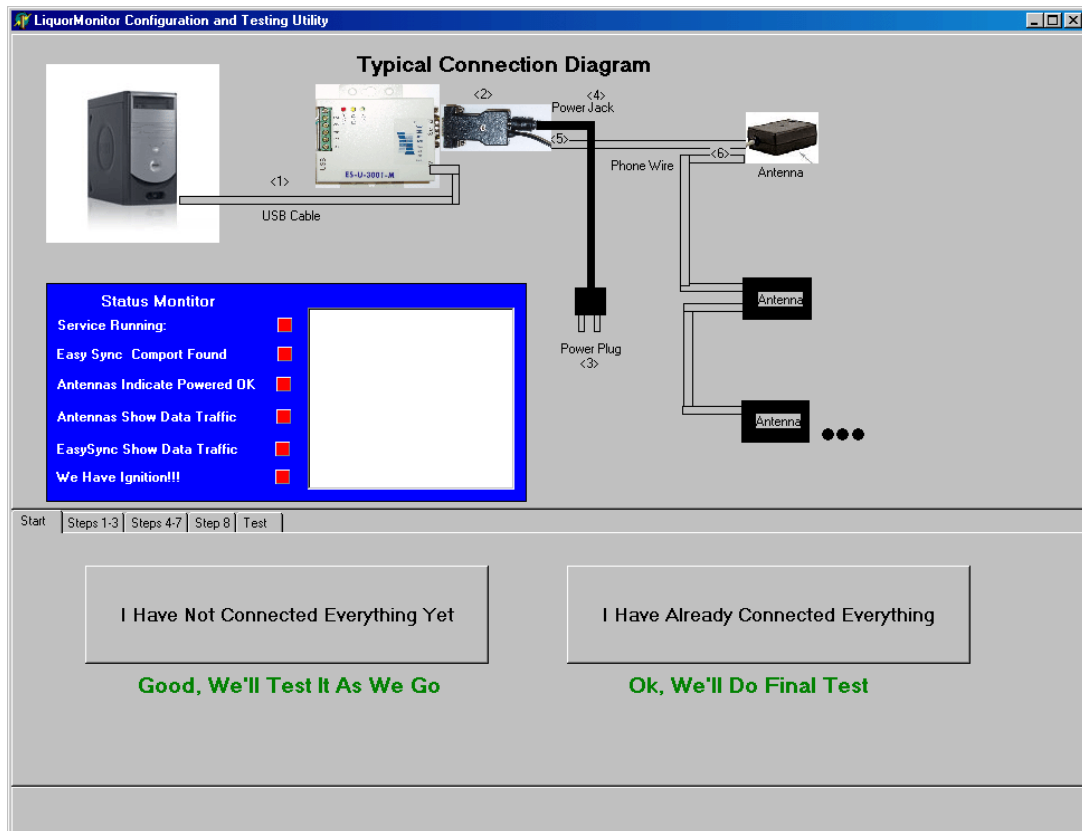 LiquorMonitor Configuration and Testing Utility
Typical Connection Diagram
<2>
<4>
Power Jack
<5>
<6>
Phone Wire
Antenna
USB
ES-U-3001-M
<1>
USB Cable
Antenna
Power Plug
<3>
Antenna
Status Montitor
Service Running:
Easy Sync Comport Found
Antennas Indicate Powered OK
Antennas Show Data Traffic
EasySync Show Data Traffic
We Have Ignition!!!
Start
Steps 1-3
Steps 4-7
Step 8
Test
I Have Not Connected Everything Yet
I Have Already Connected Everything
Good, We'll Test It As We Go
Ok, We'll Do Final Test